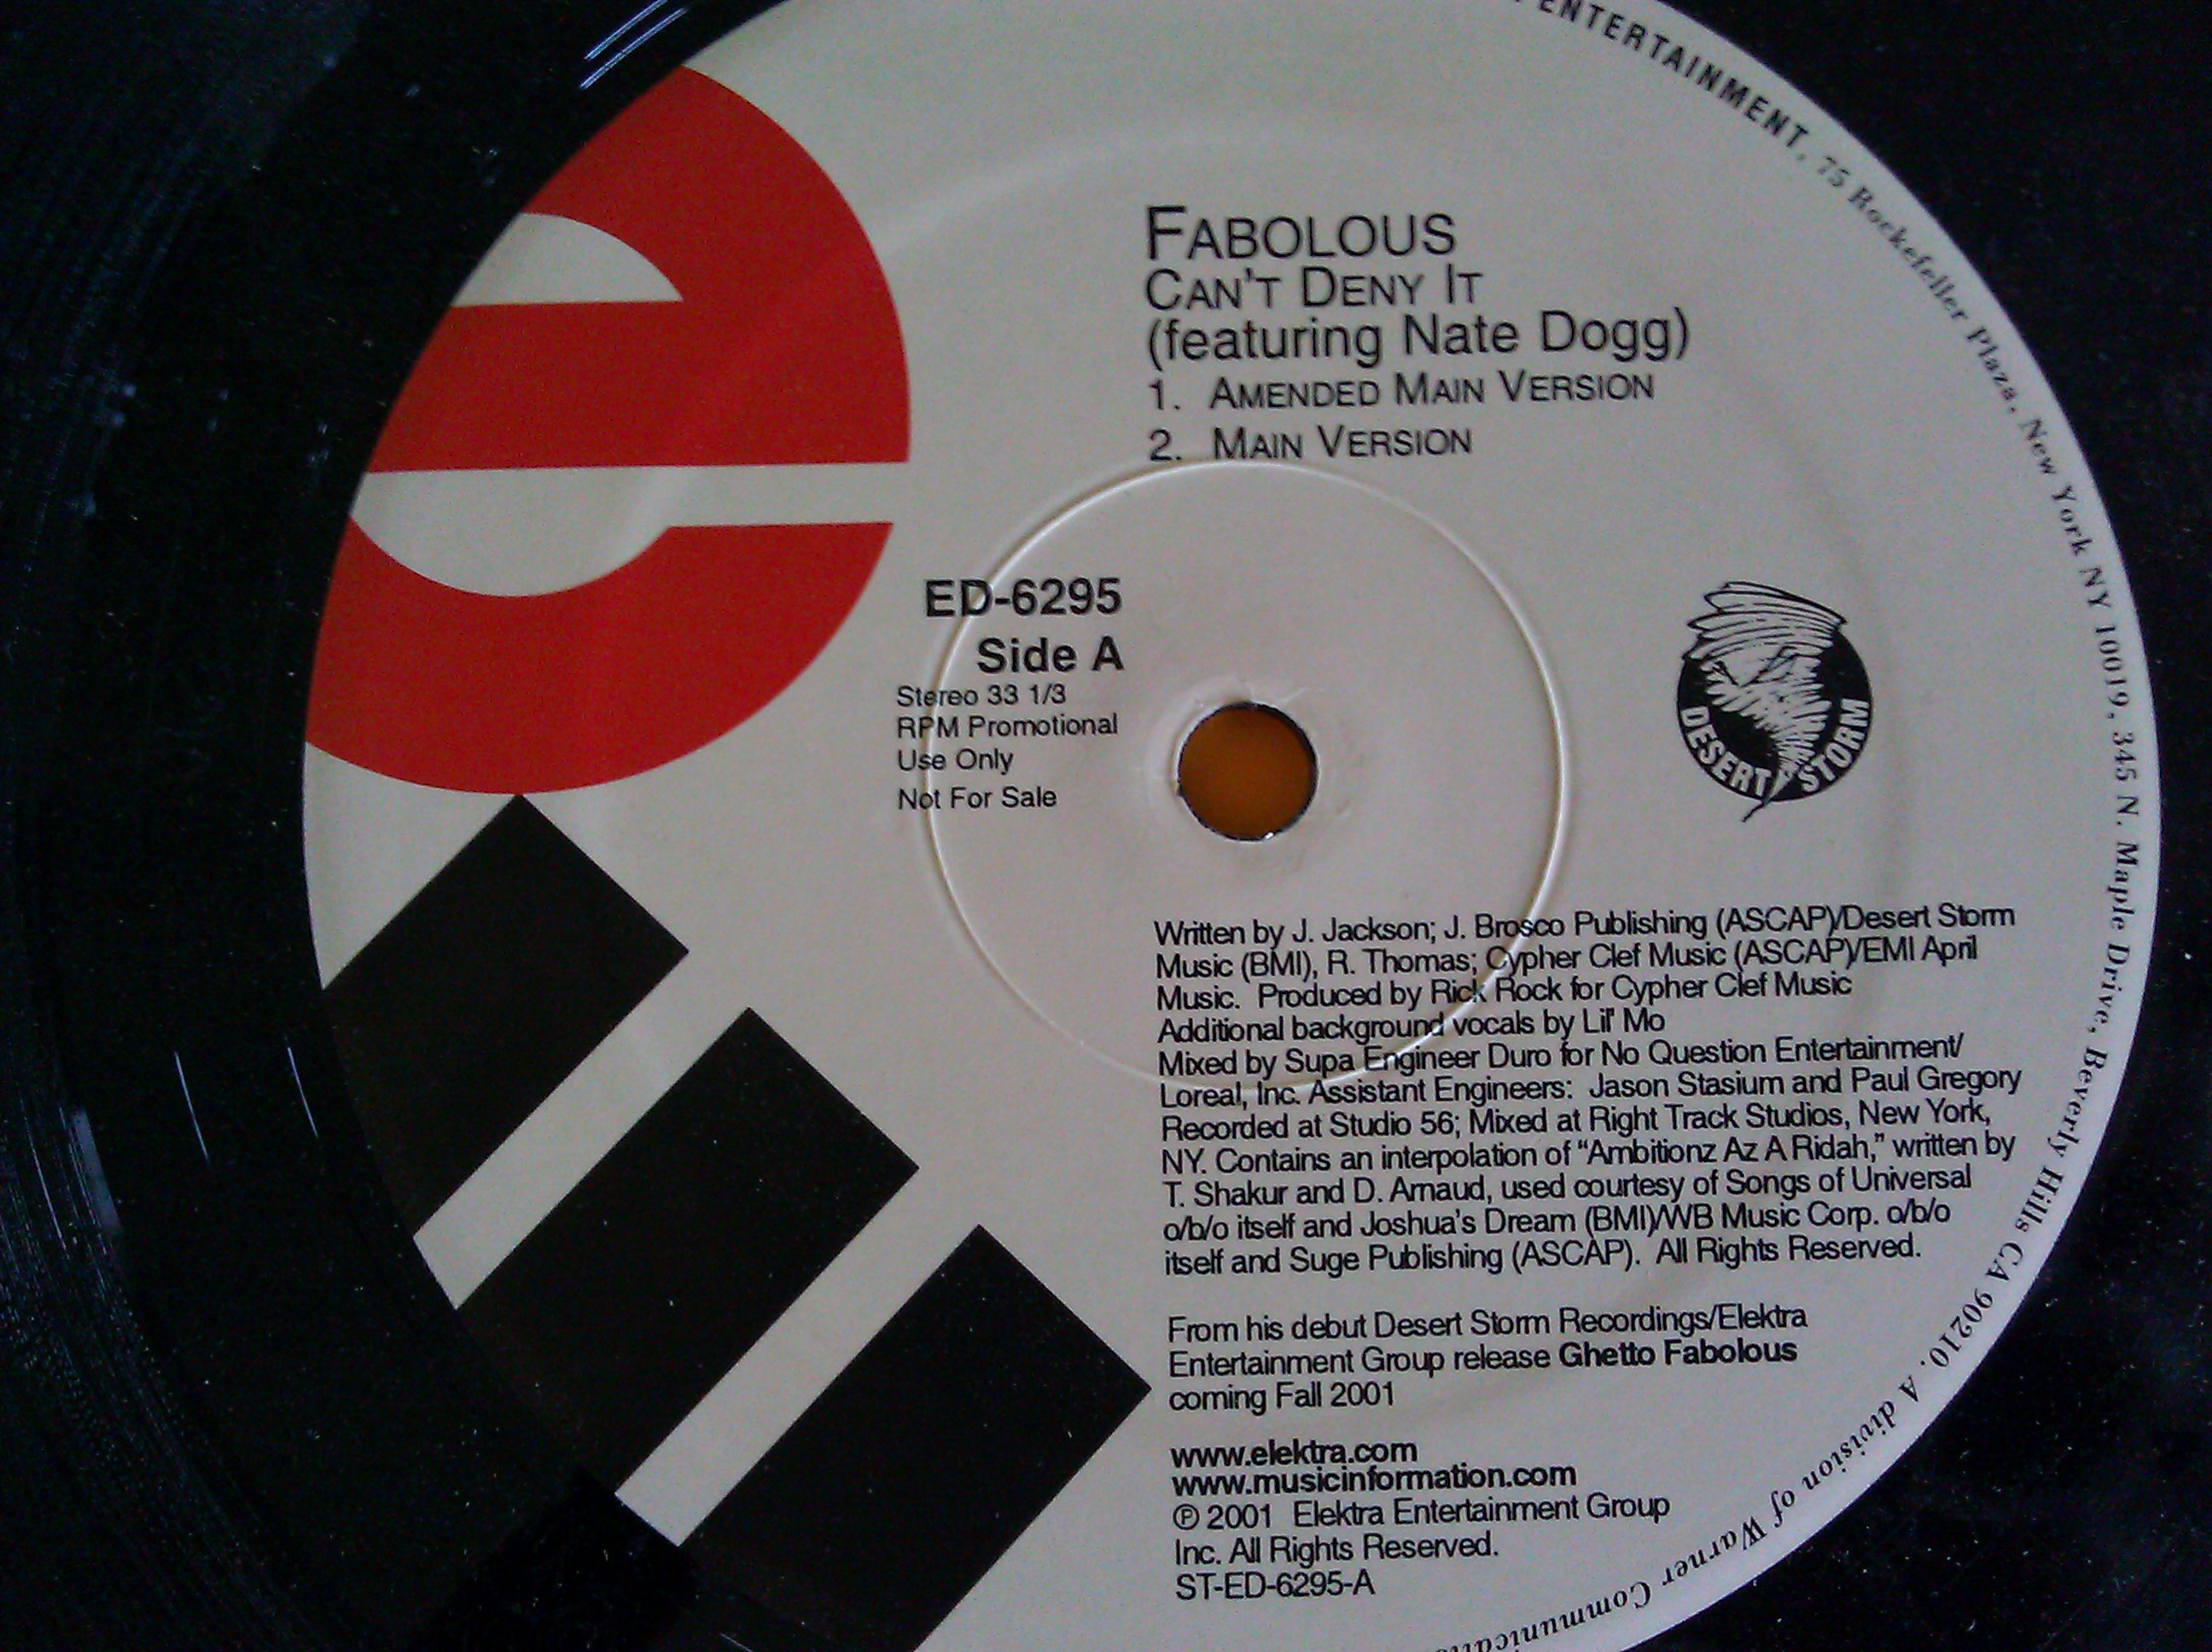 ENTERTAINMENT, 75 Rockefeller Plaza, New York NY 10019, 345 N. Maple Drive, Beverly Hills CA 90210. A division of Warner
FABOLOUS
CAN'T DENY IT
(featuring Nate Dogg)
1. AMENDED MAIN VERSION
2. MAIN VERSION
ED-6295
Side A
Stereo 33 1/3
RPM Promotional
Use Only
Not For Sale
DESERT STORM
Written by J. Jackson; J. Brosco Publishing (ASCAP)/Desert Storm
Music (BMI), R. Thomas; Cypher Clef Music (ASCAP)/EMI April
Music. Produced by Rick Rock for Cypher Clef Music
Additional background vocals by Lil' Mo
Mixed by Supa Engineer Duro for No Question Entertainment/
Loreal, Inc. Assistant Engineers: Jason Stasium and Paul Gregory
Recorded at Studio 56; Mixed at Right Track Studios, New York,
NY. Contains an interpolation of “Ambitionz Az A Ridah,” written by
T. Shakur and D. Arnaud, used courtesy of Songs of Universal
o/b/o itself and Joshua's Dream (BMI)/WB Music Corp. o/b/o
itself and Suge Publishing (ASCAP). All Rights Reserved.
From his debut Desert Storm Recordings/Elektra
Entertainment Group release Ghetto Fabolous
coming Fall 2001
www.elektra.com
www.musicinformation.com
℗ 2001 Elektra Entertainment Group
Inc. All Rights Reserved.
ST-ED-6295-A